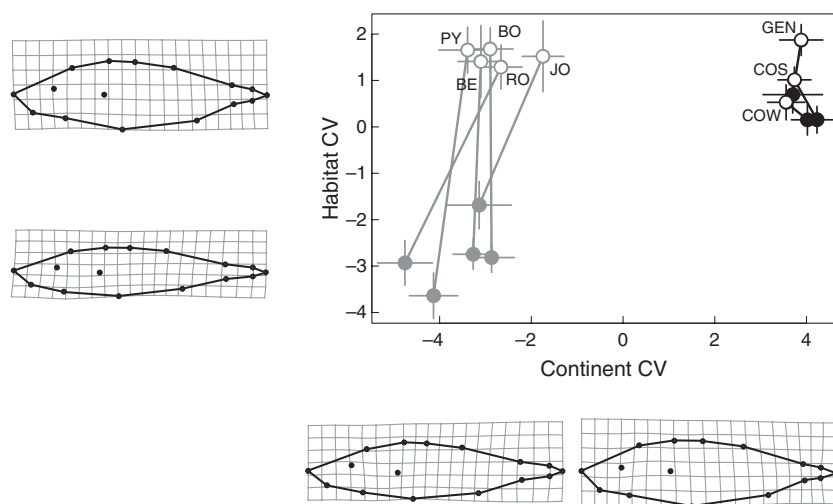 2
1
0
–1
–2
–3
–4
Habitat CV
PY
BO
BE
RO
JO
GEN
COS
COW
–4
–2
0
2
4
Continent CV